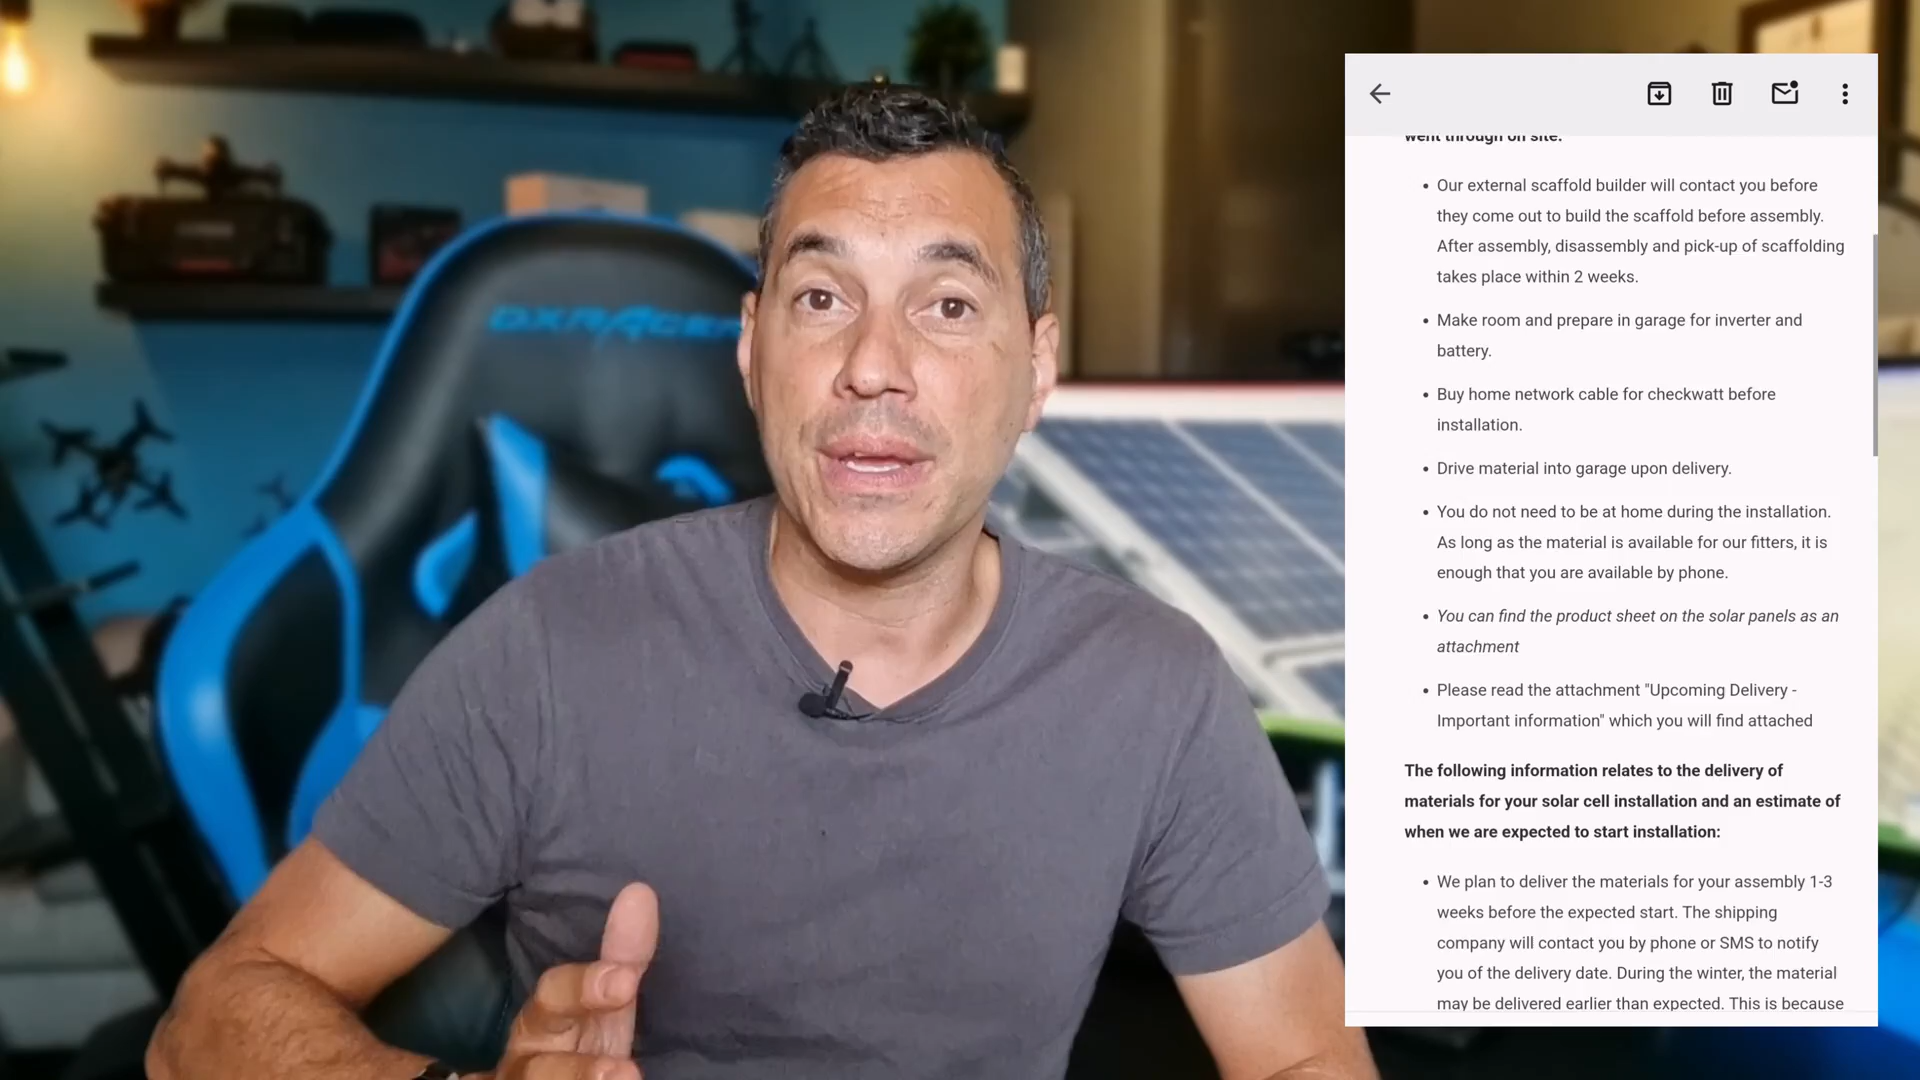 DXRACER
went through on site:
• Our external scaffold builder will contact you before
they come out to build the scaffold before assembly.
After assembly, disassembly and pick-up of scaffolding
takes place within 2 weeks.
• Make room and prepare in garage for inverter and
battery.
• Buy home network cable for checkwatt before
installation.
• Drive material into garage upon delivery.
• You do not need to be at home during the installation.
As long as the material is available for our fitters, it is
enough that you are available by phone.
• You can find the product sheet on the solar panels as an
attachment
• Please read the attachment "Upcoming Delivery -
Important information" which you will find attached
The following information relates to the delivery of
materials for your solar cell installation and an estimate of
when we are expected to start installation:
• We plan to deliver the materials for your assembly 1-3
weeks before the expected start. The shipping
company will contact you by phone or SMS to notify
you of the delivery date. During the winter, the material
may be delivered earlier than expected. This is because